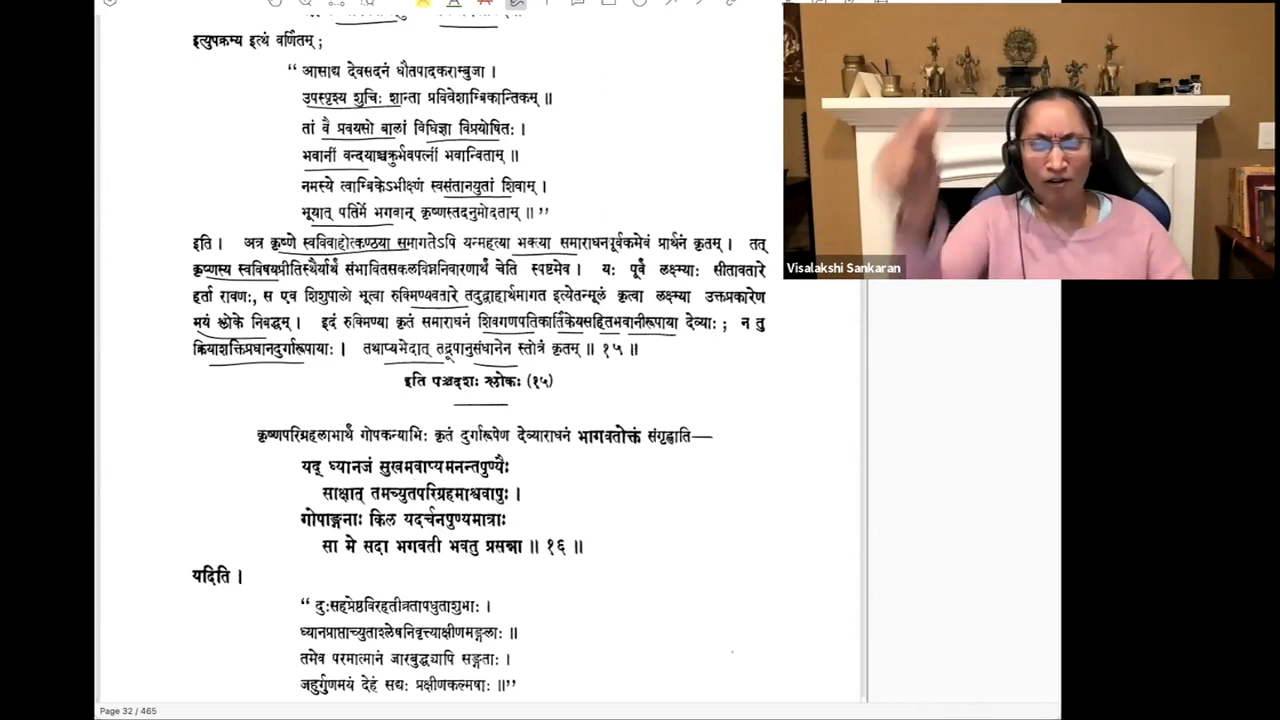 इत्युपक्रम्य इत्थं वर्णितम् ;
“ आसाद्य देवसदनं धौतपादकराम्बुजा ।
उपस्पृश्य शुचिः शान्ता प्रविवेशाम्बिकान्तिकम् ॥
तां वै प्रवयसो बालां विधिज्ञा विप्रयोषितः ।
भवानीं वन्दयाञ्चक्रुर्भवपत्नीं भवान्विताम् ॥
नमस्ये त्वाम्बिकेऽभीक्ष्णं स्वसंतानयुतां शिवाम् ।
भूयात् पतिर्मे भगवान् कृष्णस्तदनुमोदताम् ॥ ”
इति । अत्र कृष्णे स्वविवाहोत्कण्ठया समागतेऽपि यन्महत्या भक्त्या समाराधनपूर्वकमेवं प्रार्थनं कृतम् । तत्
कृष्णस्य स्वविषयप्रीतिस्थैर्यार्थं संभावितसकलविघ्ननिवारणार्थं चेति स्पष्टमेव । यः पूर्वं लक्ष्म्याः सीतावतारे
हर्ता रावणः, स एव शिशुपालो भूत्वा रुक्मिण्यवतारे तदुद्वाहार्थमागत इत्येतन्मूलं कृत्वा लक्ष्म्या उक्तप्रकारेण
मयं श्लोके निबद्धम् । इदं रुक्मिण्या कृतं समाराधनं शिवगणपतिकार्तिकेयसहितभवानीरूपाया देव्याः ; न तु
क्रियाशक्तिप्रधानदुर्गारूपायाः । तथाप्यभेदात् तद्रूपानुसंधानेन स्तोत्रं कृतम् ॥ १५ ॥
इति पञ्चदशः श्लोकः (१५)
कृष्णपरिग्रहलाभार्थं गोपकन्याभिः कृतं दुर्गारूपेण देव्याराधनं भागवतोक्तं संगृह्णाति—
यद् ध्यानजं सुखमवाप्यमनन्तपुण्यैः
साक्षात् तमच्युतपरिग्रहमाश्ववापुः ।
गोपाङ्गनाः किल यदर्चनपुण्यमात्राः
सा मे सदा भगवती भवतु प्रसन्ना ॥ १६ ॥
यदिति ।
“ दुःसहप्रेष्ठविरहतीव्रतापधुताशुभाः ।
ध्यानप्राप्ताच्युताश्लेषनिवृत्त्याक्षीणमङ्गलाः ॥
तमेव परमात्मानं जारबुद्ध्यापि सङ्गताः ।
जहुर्गुणमयं देहं सद्यः प्रक्षीणकल्मषाः ॥”
Page 32 / 465
Visalakshi Sankaran